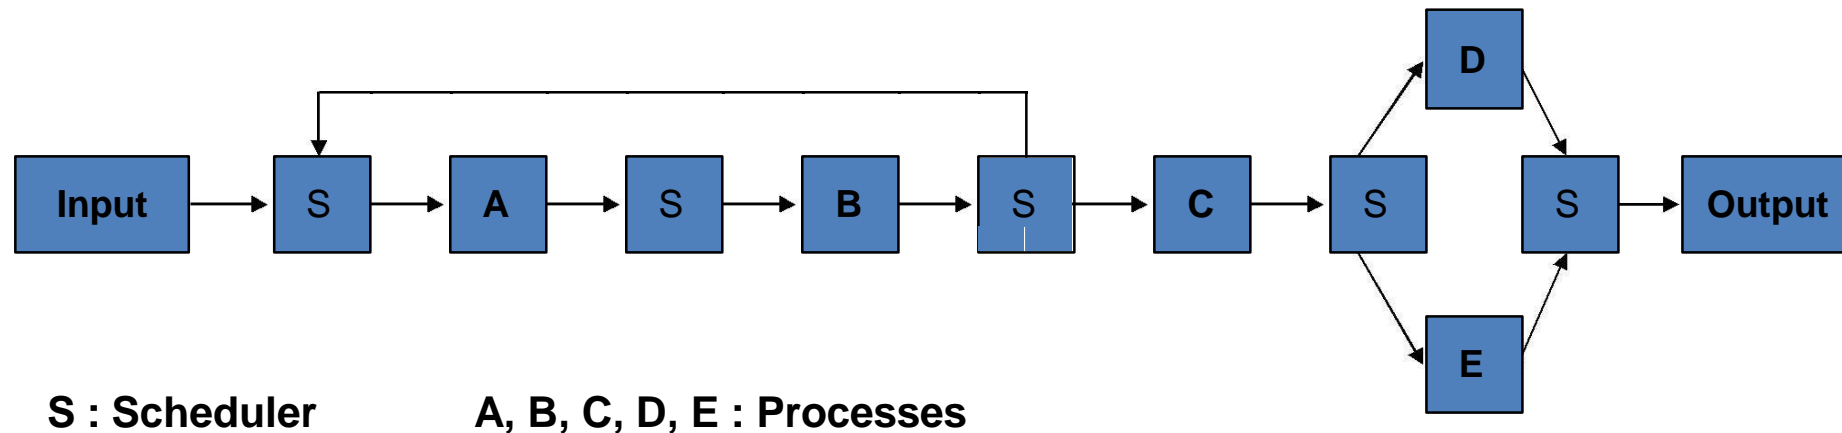 D
Input S A S B S C S S Output
E
S : Scheduler A, B, C, D, E : Processes